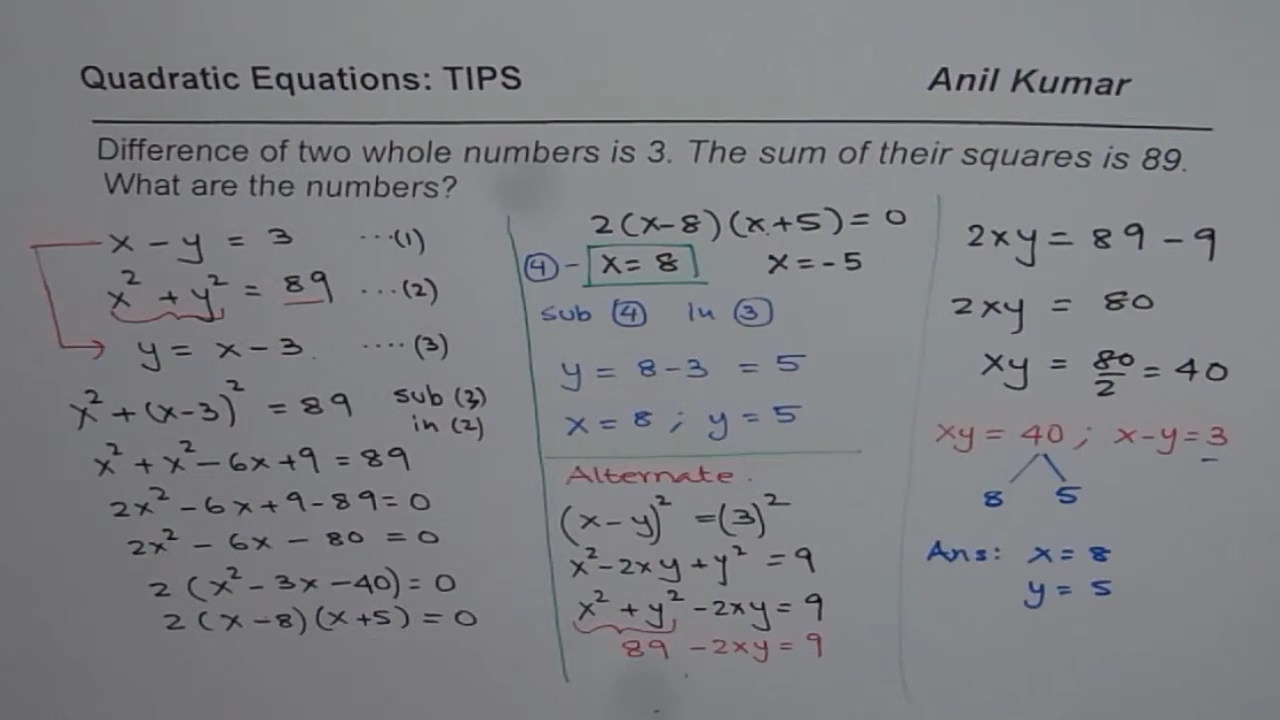 Quadratic Equations: TIPS
Anil Kumar
Difference of two whole numbers is 3. The sum of their squares is 89.
What are the numbers?
x - y = 3 ...(1)
x² + y² = 89 ...(2)
y = x - 3 ....(3)
x² + (x-3)² = 89 sub (3)
in (2)
x² + x² - 6x + 9 = 89
2x² - 6x + 9 - 89 = 0
2x² - 6x - 80 = 0
2 (x² - 3x - 40) = 0
2 (x - 8) (x + 5) = 0
2(x-8)(x+5) = 0
④ - x = 8 x = -5
sub ④ In ③
y = 8 - 3 = 5
x = 8 ; y = 5
Alternate.
(x - y)² = (3)²
x² - 2xy + y² = 9
x² + y² - 2xy = 9
89 - 2xy = 9
2xy = 89 - 9
2xy = 80
xy = 80/2 = 40
xy = 40 ; x-y = 3
8 5
Ans: x = 8
y = 5